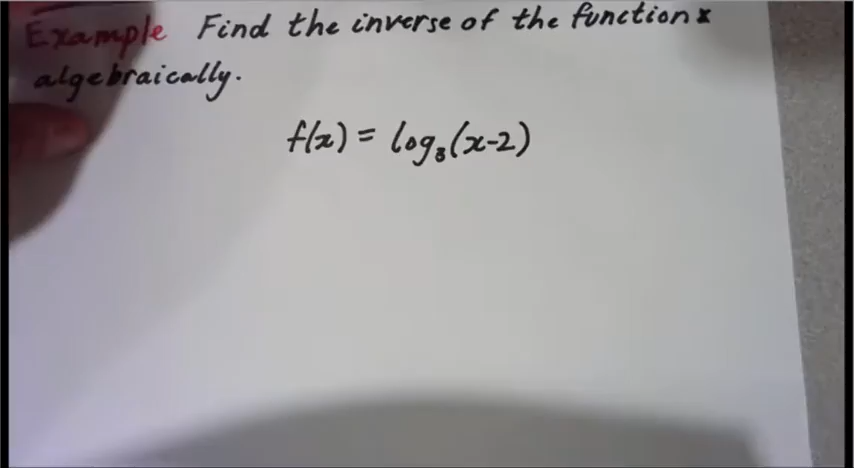 Example Find the inverse of the function x
algebraically.
f(x) = log₃(x-2)